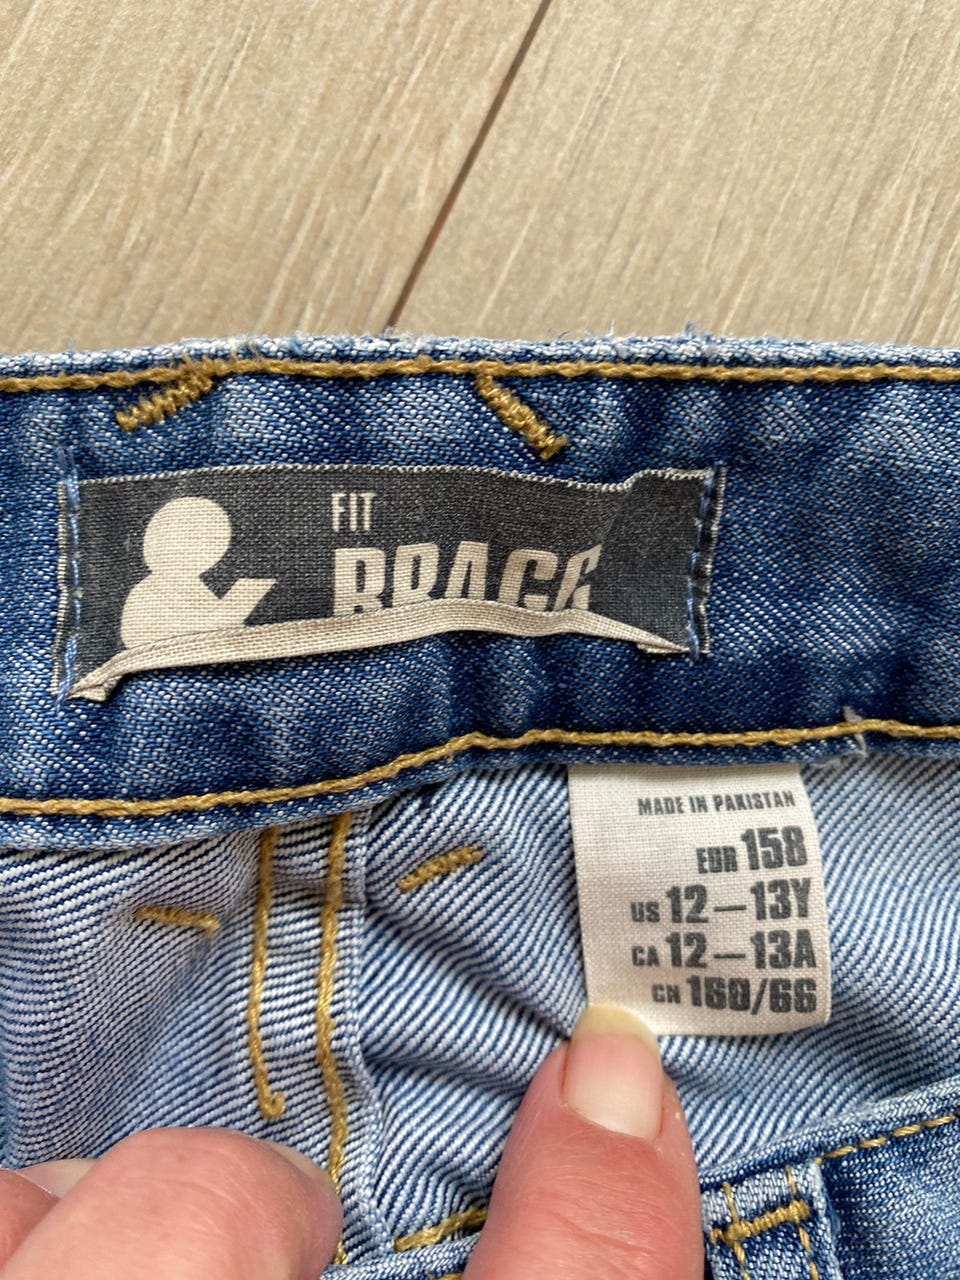 &
FIT
MADE IN PAKISTAN
EUR 158
US 12–13Y
CA 12–13A
CN 160/66